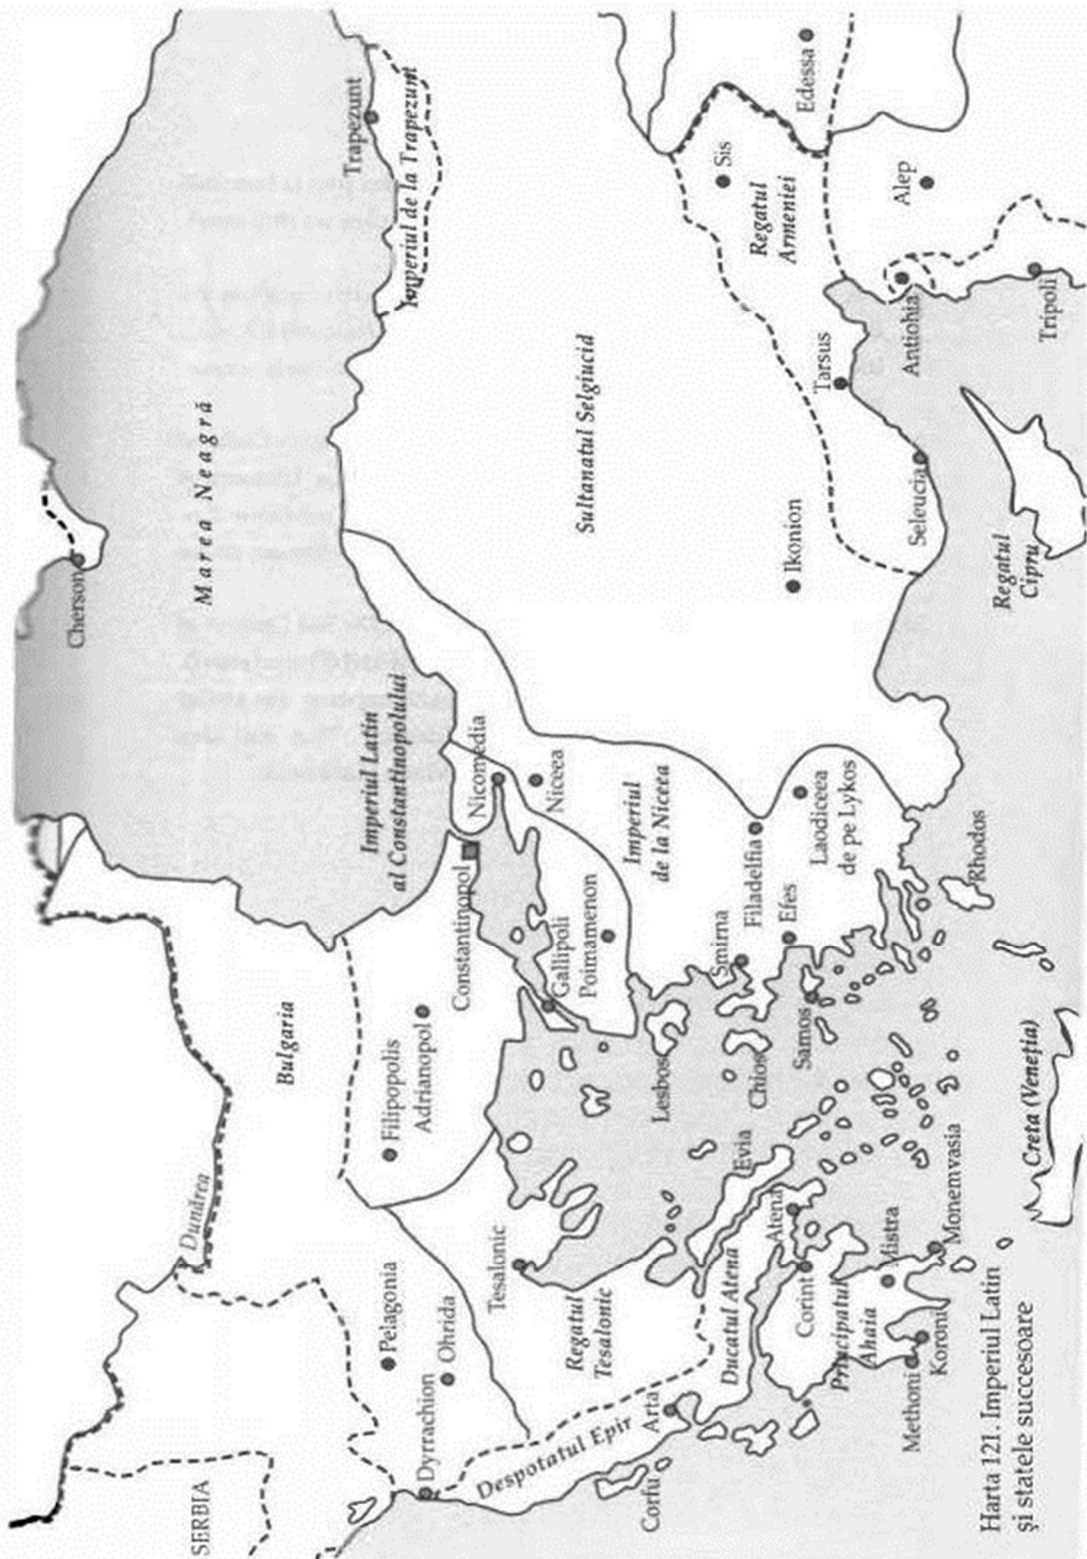 SERBIA
Dunărea
Bulgaria
Marea Neagră
Cherson
Trapezunt
Imperiul de la Trapezunt
Imperiul Latin
al Constantinopolului
Filipopolis
Adrianopol
Constantinopol
Nicomedia
Niceea
Imperiul
de la Niceea
Gallipoli
Poimamenon
Pelagonia
Ohrida
Dyrrachion
Tesalonic
Regatul
Tesalonic
Despotatul Epir
Arta
Corfu
Ducatul Atena
Atena
Evia
Corint
Principatul
Ahaia
Mistra
Monemvasia
Methoni
Koroni
Lesbos
Chios
Samos
Smirna
Filadelfia
Efes
Laodiceea
de pe Lykos
Rhodos
Creta (Veneția)
Sultanatul Selgiucid
Ikonion
Seleucia
Tarsus
Regatul
Armeniei
Sis
Edessa
Alep
Antiohia
Tripoli
Regatul
Cipru
Harta 121. Imperiul Latin
și statele succesoare